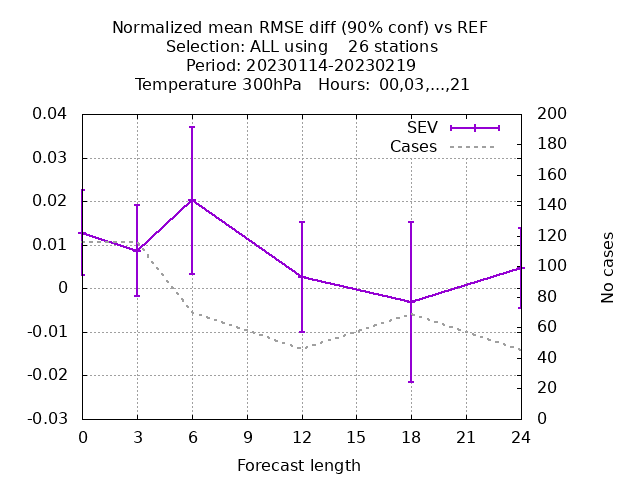 Normalized mean RMSE diff (90% conf) vs REF
Selection: ALL using    26 stations
Period: 20230114-20230219
Temperature 300hPa   Hours:  00,03,...,21
0.04
0.03
0.02
0.01
0
-0.01
-0.02
-0.03
SEV
Cases
200
180
160
140
120
100
80
60
40
20
0
No cases
0 3 6 9 12 15 18 21 24
Forecast length